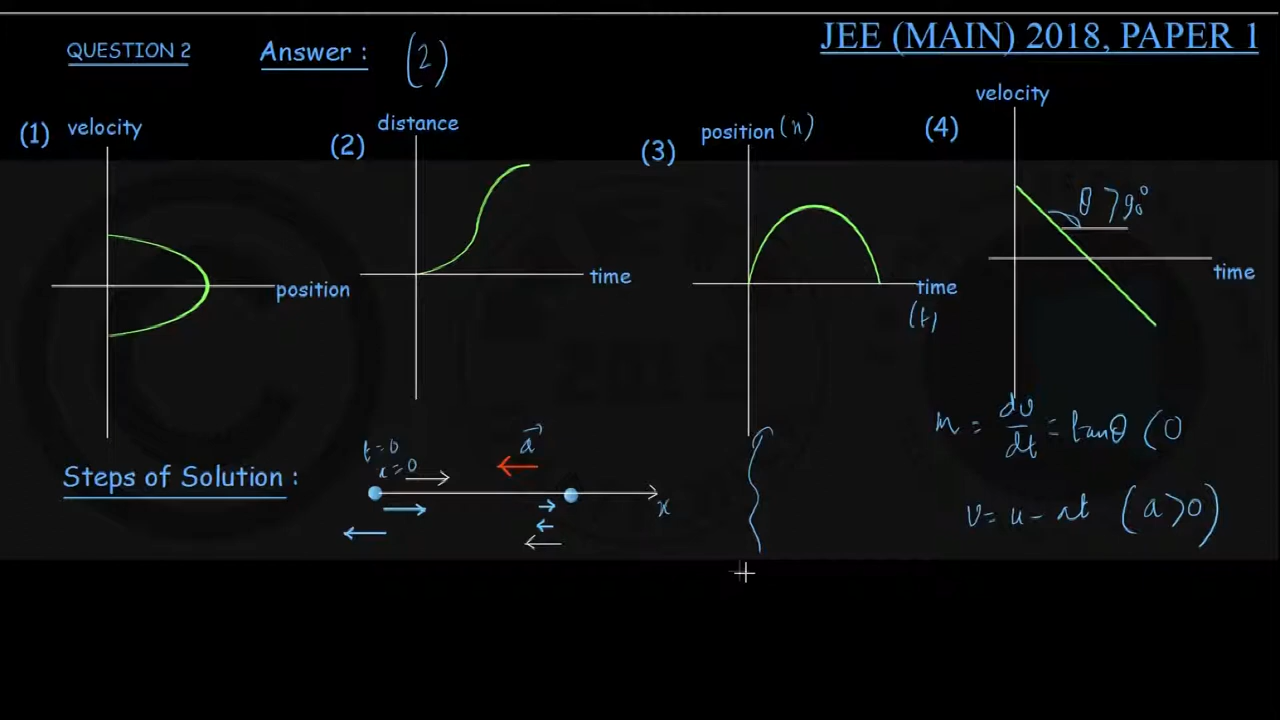 QUESTION 2
Answer : (2)
JEE (MAIN) 2018, PAPER 1
(1)
velocity
position
(2)
distance
time
(3)
position (x)
time
(t)
(4)
velocity
θ > 90°
time
Steps of Solution :
t=0
x=0
a⃗
x
m = dv/dt = tanθ < 0
v = u - at (a > 0)